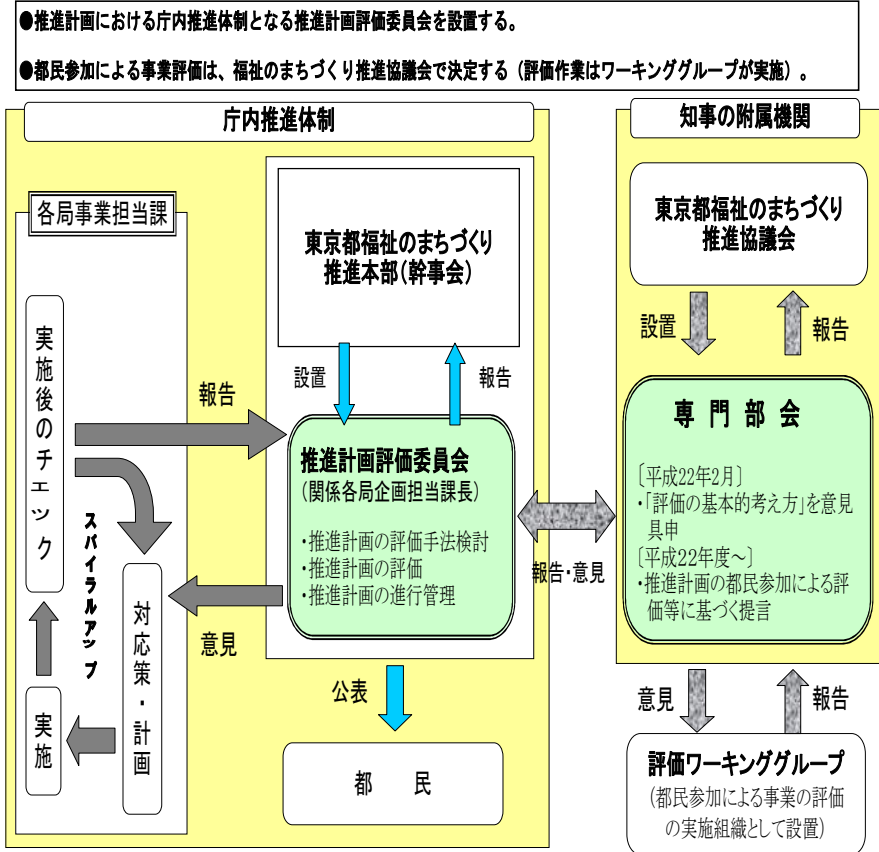 ●推進計画における庁内推進体制となる推進計画評価委員会を設置する。
●都民参加による事業評価は、福祉のまちづくり推進協議会で決定する（評価作業はワーキンググループが実施）。
庁内推進体制
各局事業担当課
実施後のチェック
スパイラルアップ
実施
対応策・計画
報告
意見
東京都福祉のまちづくり
推進本部(幹事会)
設置
報告
推進計画評価委員会
(関係各局企画担当課長)
・推進計画の評価手法検討
・推進計画の評価
・推進計画の進行管理
公表
都　民
報告・意見
知事の附属機関
東京都福祉のまちづくり
推進協議会
設置
報告
専 門 部 会
〔平成22年2月〕
・「評価の基本的考え方」を意見
具申
〔平成22年度～〕
・推進計画の都民参加による評
価等に基づく提言
意見
報告
評価ワーキンググループ
(都民参加による事業の評価
の実施組織として設置)